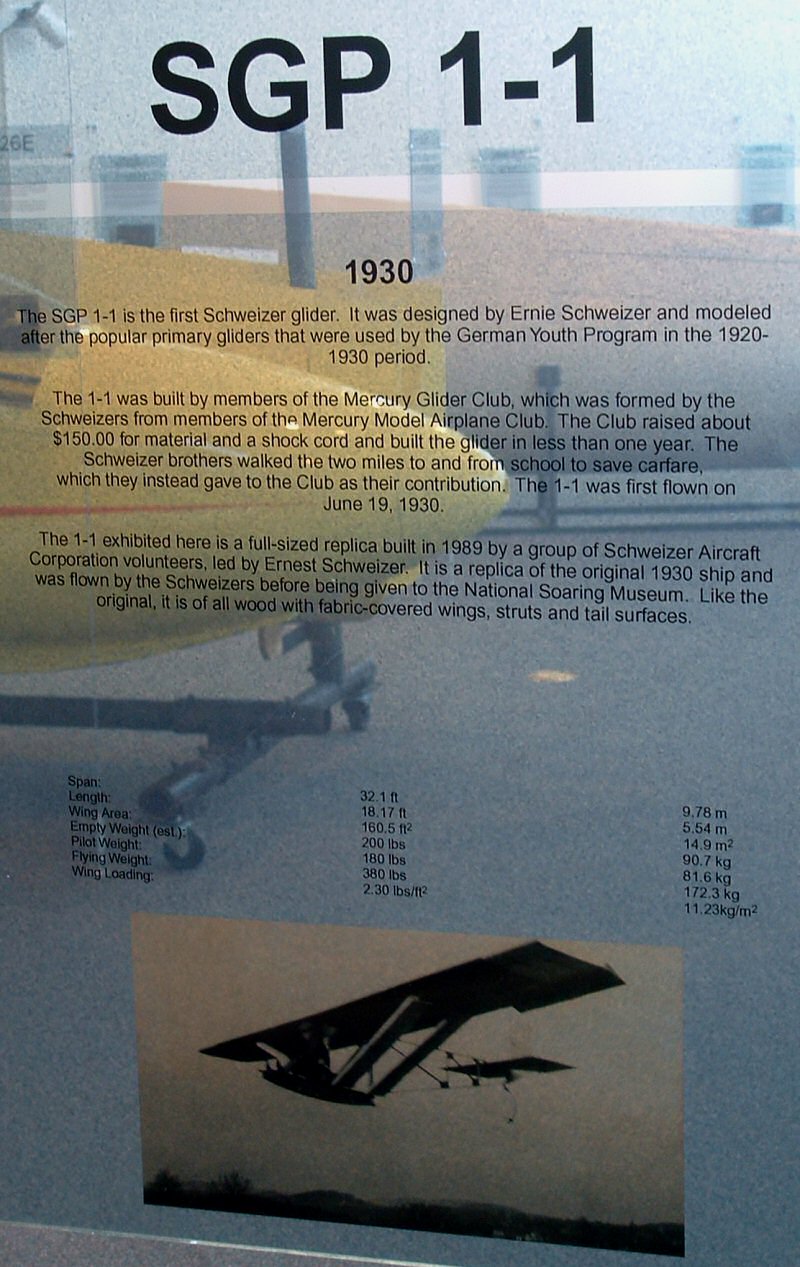 SGP 1-1
26E
1930
The SGP 1-1 is the first Schweizer glider. It was designed by Ernie Schweizer and modeled
after the popular primary gliders that were used by the German Youth Program in the 1920-
1930 period.
The 1-1 was built by members of the Mercury Glider Club, which was formed by the
Schweizers from members of the Mercury Model Airplane Club. The Club raised about
$150.00 for material and a shock cord and built the glider in less than one year. The
Schweizer brothers walked the two miles to and from school to save carfare,
which they instead gave to the Club as their contribution. The 1-1 was first flown on
June 19, 1930.
The 1-1 exhibited here is a full-sized replica built in 1989 by a group of Schweizer Aircraft
Corporation volunteers, led by Ernest Schweizer. It is a replica of the original 1930 ship and
was flown by the Schweizers before being given to the National Soaring Museum. Like the
original, it is of all wood with fabric-covered wings, struts and tail surfaces.
Span: 32.1 ft 9.78 m
Length: 18.17 ft 5.54 m
Wing Area: 160.5 ft² 14.9 m²
Empty Weight (est.): 200 lbs 90.7 kg
Pilot Weight: 180 lbs 81.6 kg
Flying Weight: 380 lbs 172.3 kg
Wing Loading: 2.30 lbs/ft² 11.23kg/m²